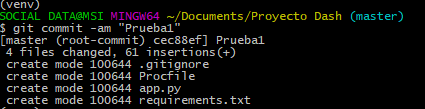 (venv)
SOCIAL DATA@MSI MINGW64 ~/Documents/Proyecto Dash (master)
$ git commit -am "Prueba1"
[master (root-commit) cec88ef] Prueba1
 4 files changed, 61 insertions(+)
 create mode 100644 .gitignore
 create mode 100644 Procfile
 create mode 100644 app.py
 create mode 100644 requirements.txt